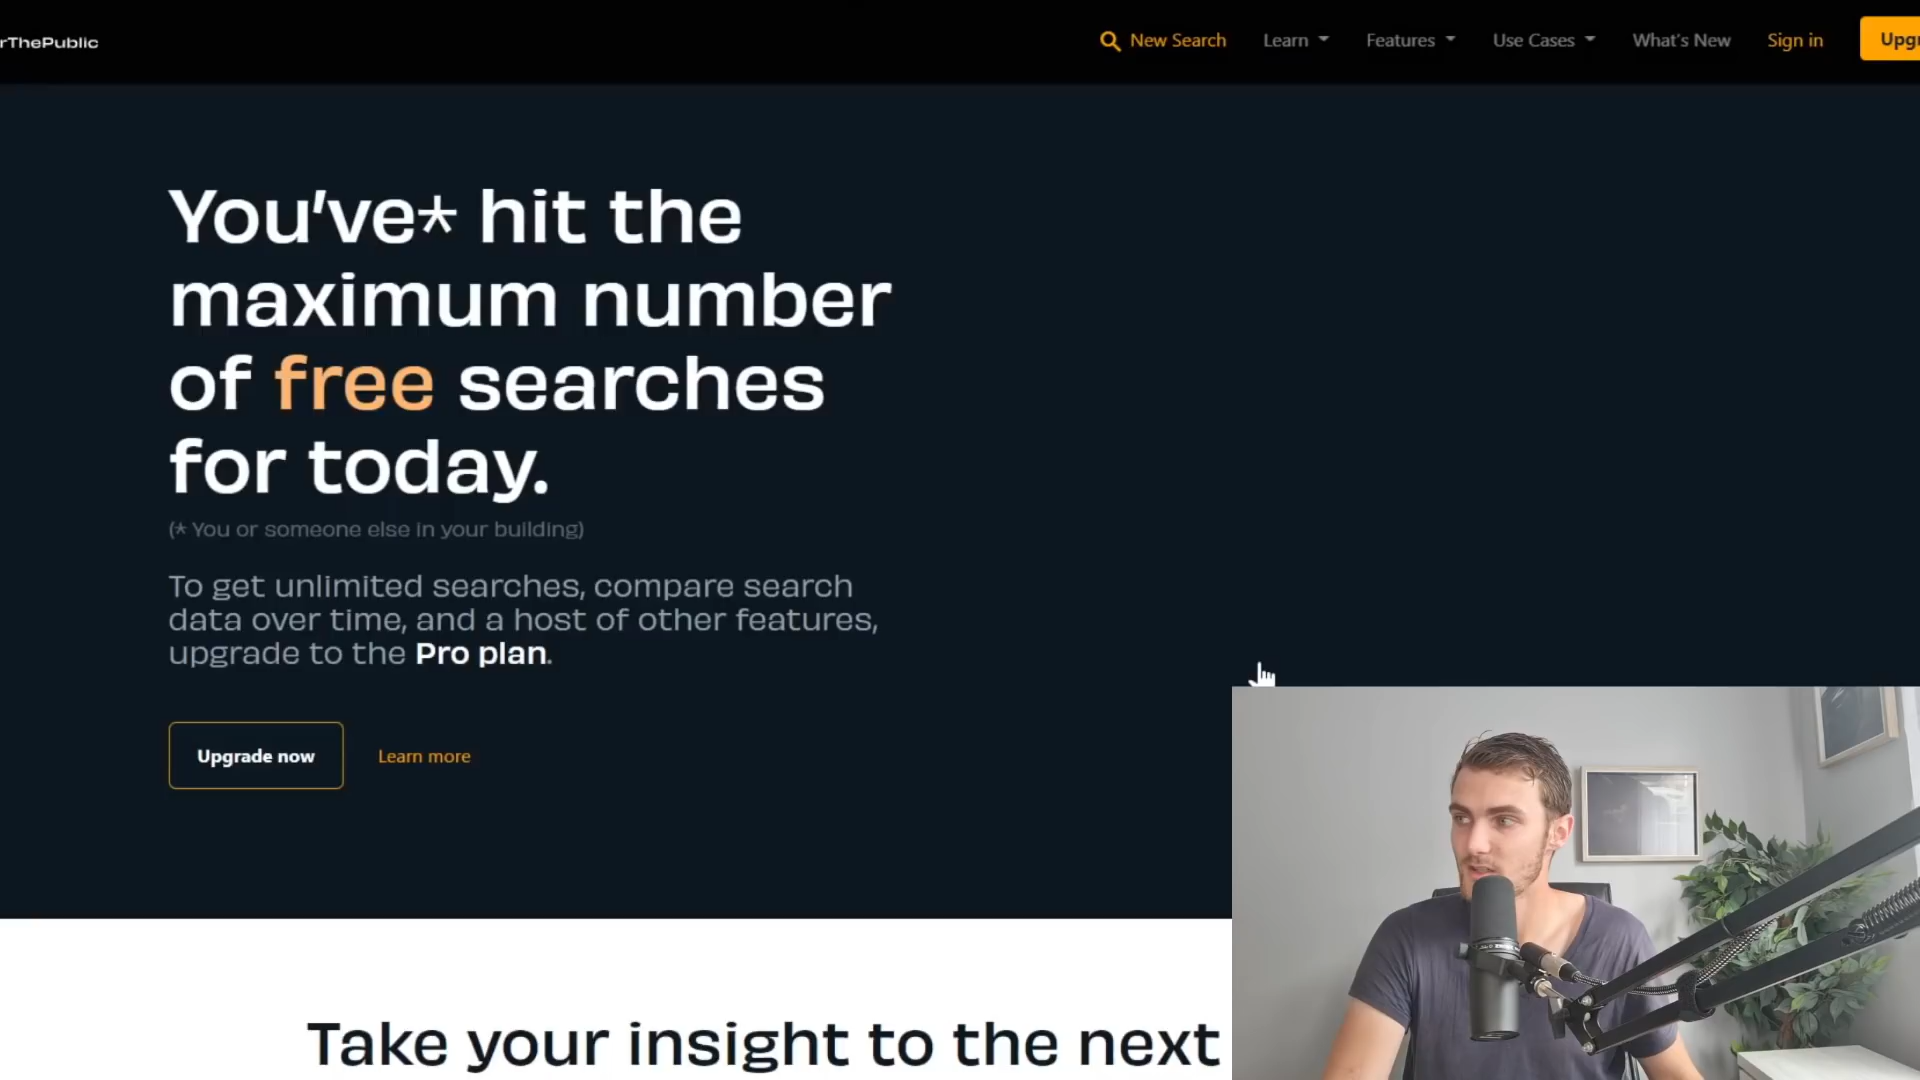 rThePublic
New Search
Learn
Features
Use Cases
What's New
Sign in
Upgr
You've* hit the
maximum number
of free searches
for today.
(* You or someone else in your building)
To get unlimited searches, compare search
data over time, and a host of other features,
upgrade to the Pro plan.
Upgrade now
Learn more
Take your insight to the next